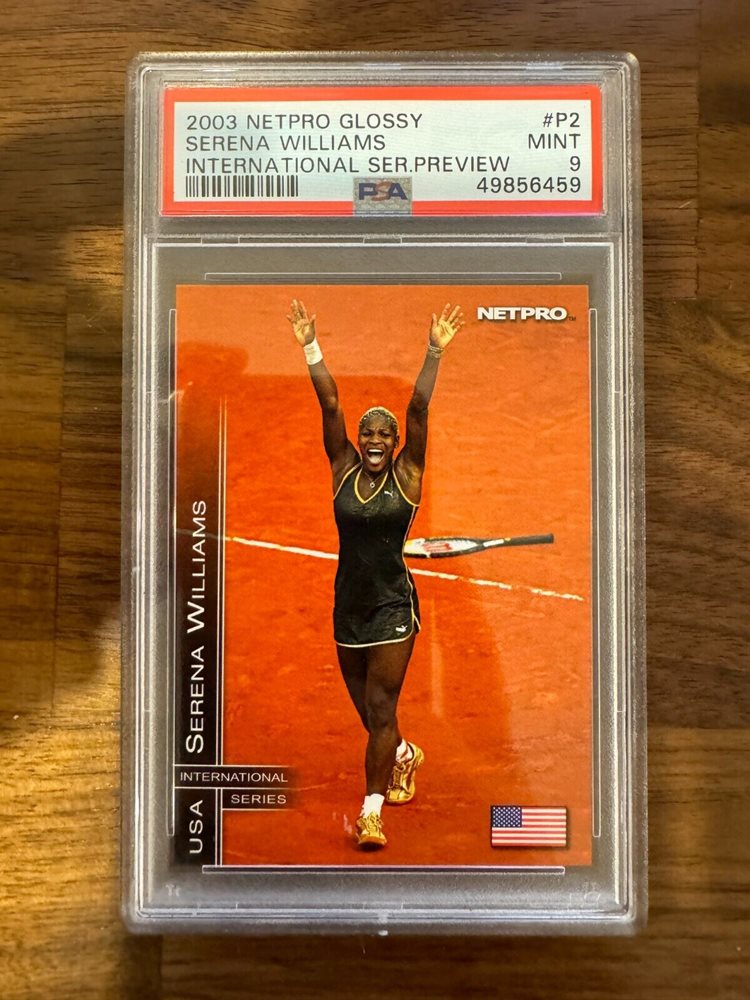 2003 NETPRO GLOSSY #P2
SERENA WILLIAMS MINT
INTERNATIONAL SER.PREVIEW 9
PSA 49856459
NETPRO
USA SERENA WILLIAMS
INTERNATIONAL
SERIES